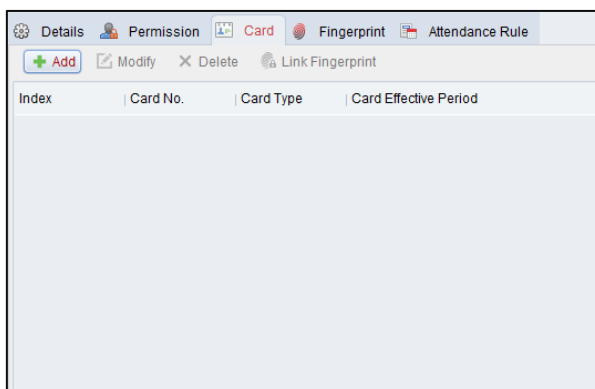 Details Permission Card Fingerprint Attendance Rule
Add Modify Delete Link Fingerprint
Index Card No. Card Type Card Effective Period